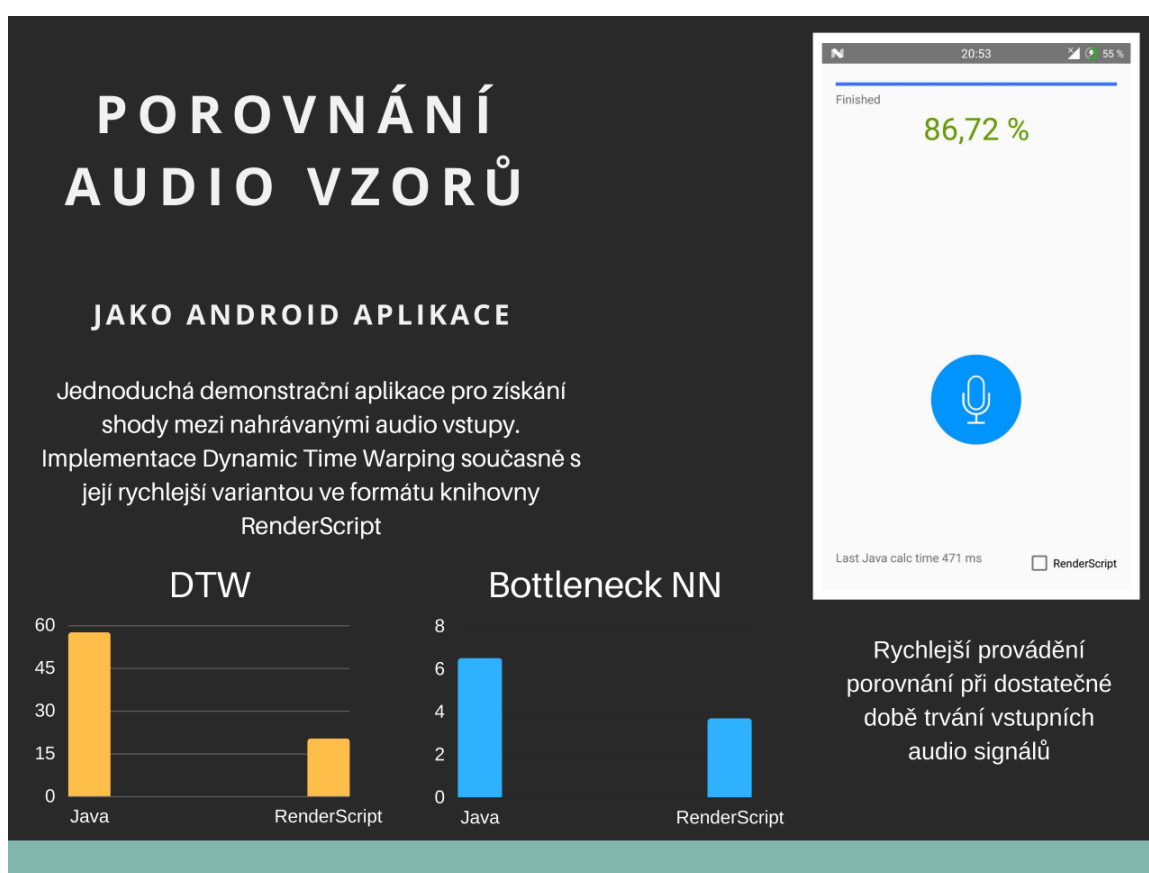 POROVNÁNÍ
AUDIO VZORŮ
JAKO ANDROID APLIKACE
Jednoduchá demonstrační aplikace pro získání
shody mezi nahrávanými audio vstupy.
Implementace Dynamic Time Warping současně s
její rychlejší variantou ve formátu knihovny
RenderScript
20:53
55 %
Finished
86,72 %
Last Java calc time 471 ms
RenderScript
DTW
60
45
30
15
0
Java
RenderScript
Bottleneck NN
8
6
4
2
0
Java
RenderScript
Rychlejší provádění
porovnání při dostatečné
době trvání vstupních
audio signálů